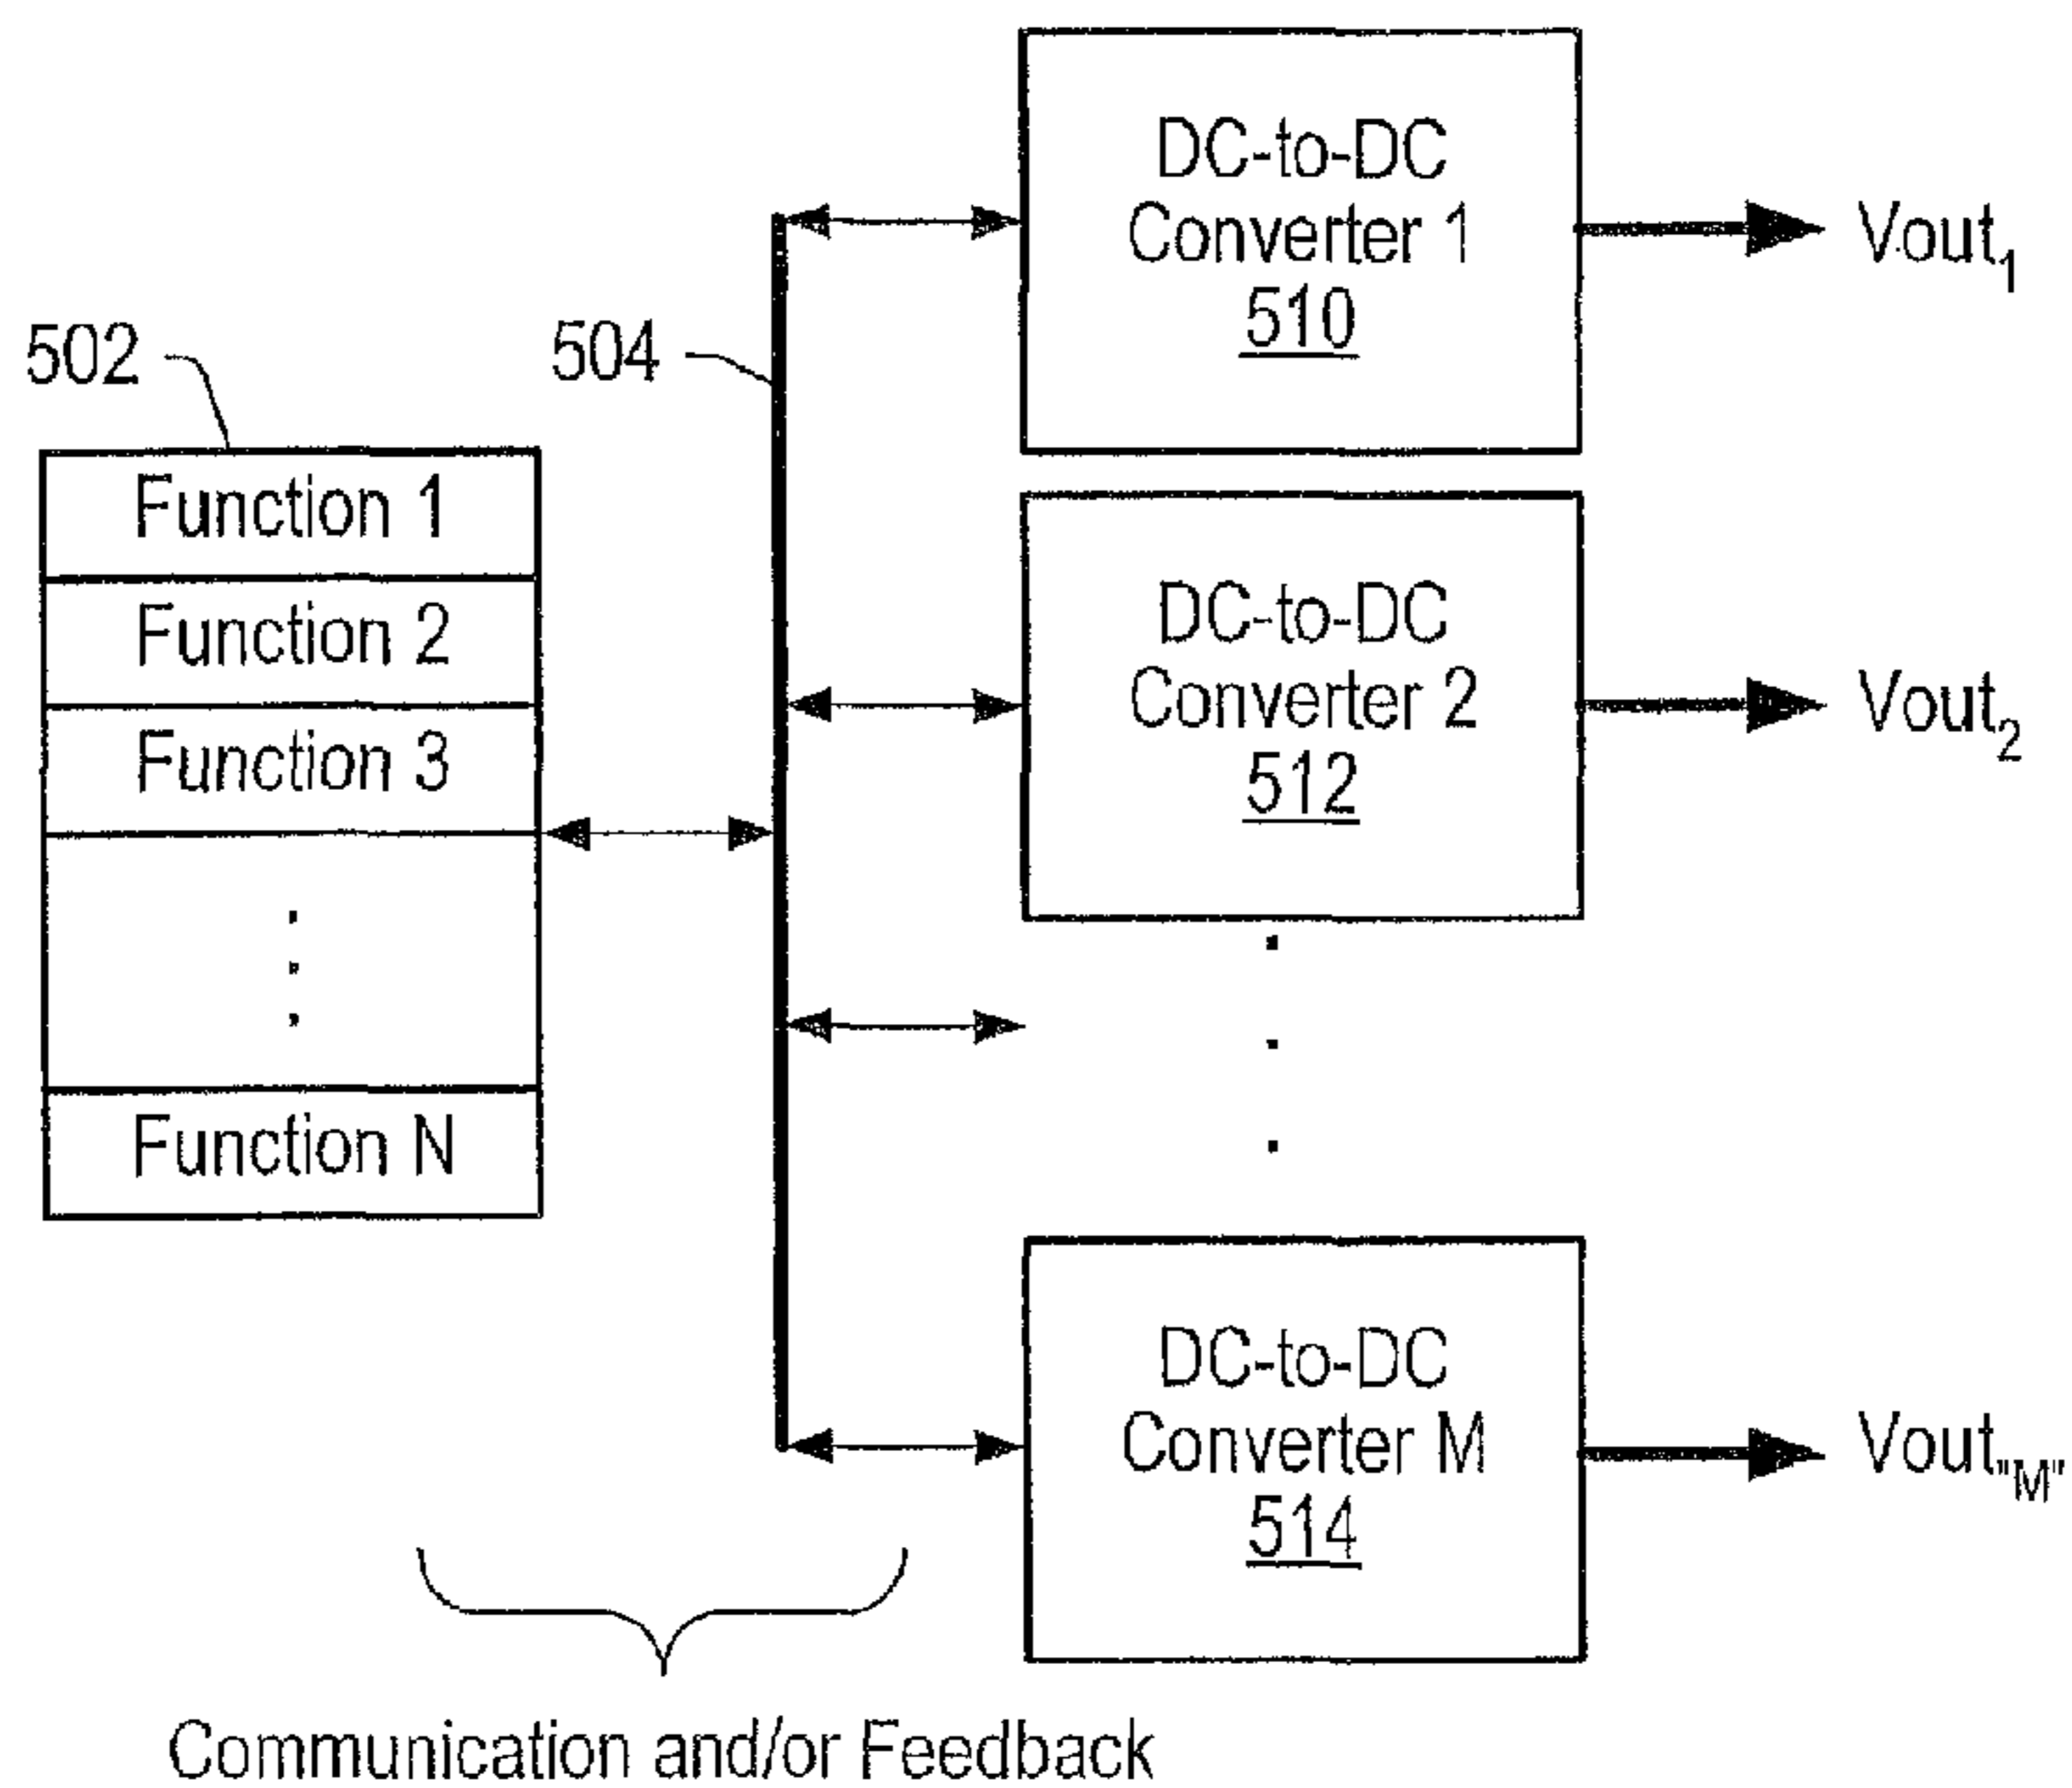 DC-to-DC
Converter 1
510
Vout1
502
504
Function 1
Function 2
Function 3
Function N
DC-to-DC
Converter 2
512
Vout2
DC-to-DC
Converter M
514
Vout"M"
Communication and/or Feedback